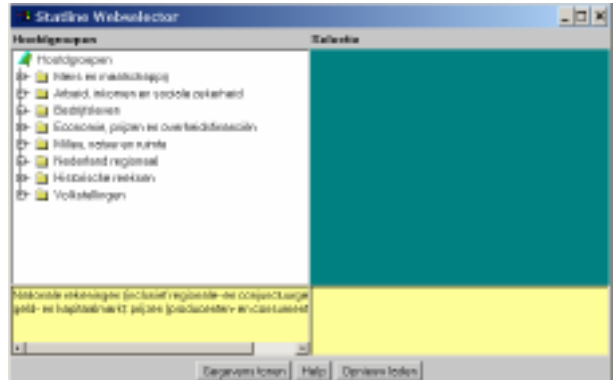 Statline Webselector
Hoofdgroepen
Selectie
Hoofdgroepen
Mens en maatschappij
Arbeid, inkomen en sociale zekerheid
Bedrijfsleven
Economie, prijzen en overheidsfinanciën
Milieu, natuur en ruimte
Nederland regionaal
Historische reeksen
Volkstellingen
Nationale rekeningen (inclusief regionale- en conjunctuurge
geld- en kapitaalmarkt prijzen (producenten- en consument
Gegevens tonen
Help
Opnieuw laden